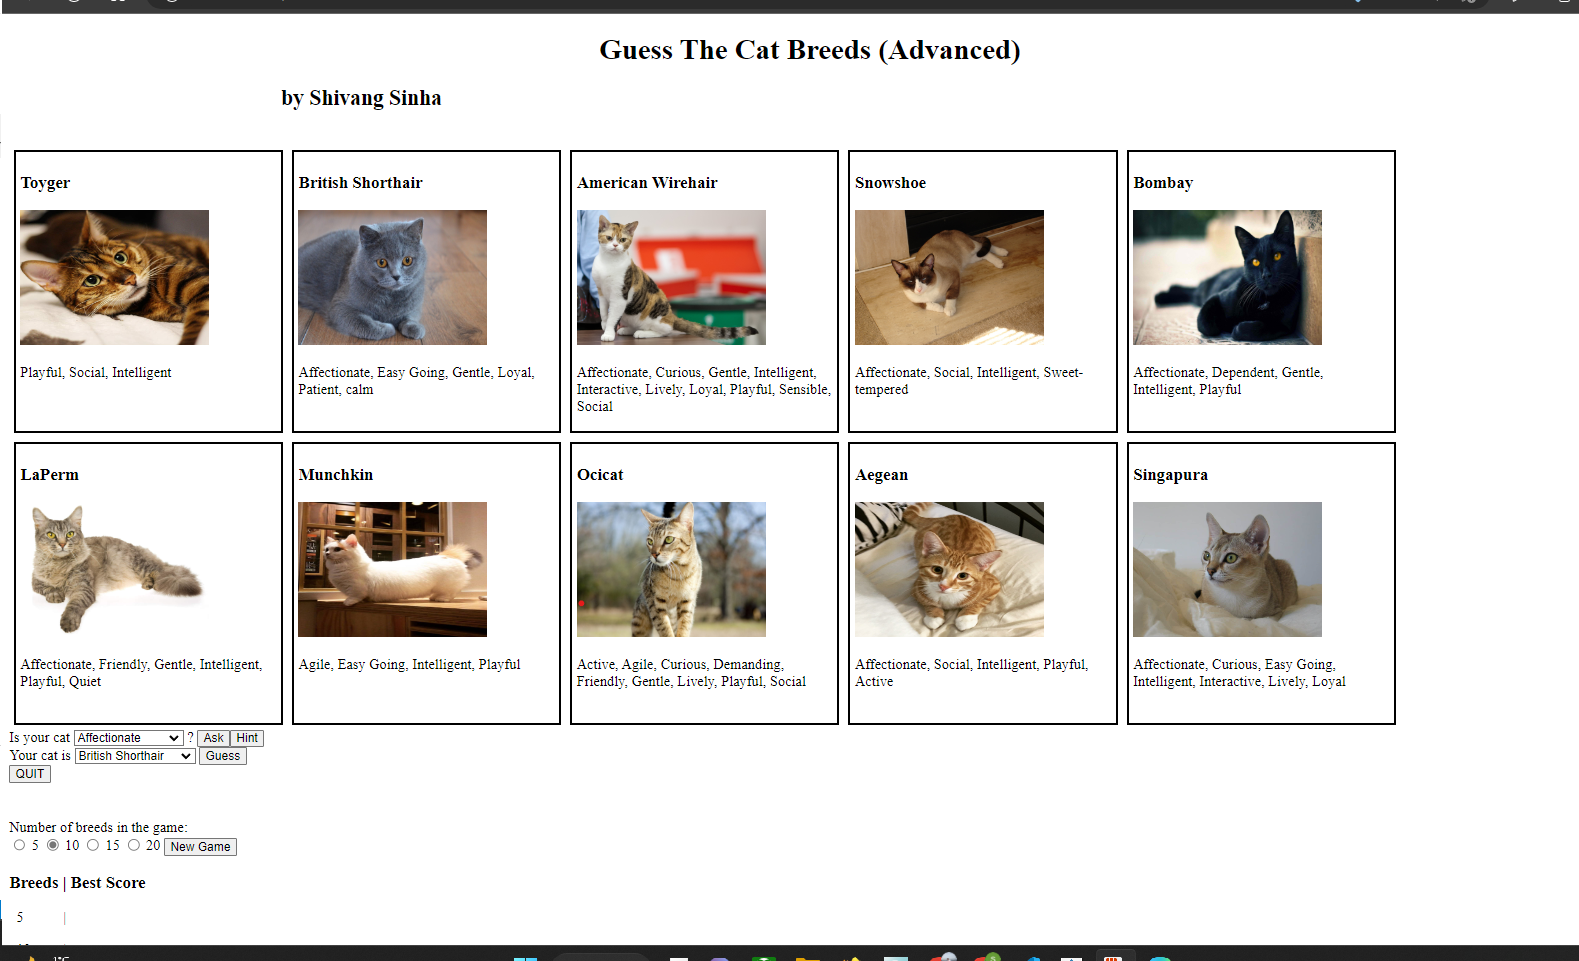 Guess The Cat Breeds (Advanced)
by Shivang Sinha
Toyger
Playful, Social, Intelligent
British Shorthair
Affectionate, Easy Going, Gentle, Loyal,
Patient, calm
American Wirehair
Affectionate, Curious, Gentle, Intelligent,
Interactive, Lively, Loyal, Playful, Sensible,
Social
Snowshoe
Affectionate, Social, Intelligent, Sweet-
tempered
Bombay
Affectionate, Dependent, Gentle,
Intelligent, Playful
LaPerm
Affectionate, Friendly, Gentle, Intelligent,
Playful, Quiet
Munchkin
Agile, Easy Going, Intelligent, Playful
Ocicat
Active, Agile, Curious, Demanding,
Friendly, Gentle, Lively, Playful, Social
Aegean
Affectionate, Social, Intelligent, Playful,
Active
Singapura
Affectionate, Curious, Easy Going,
Intelligent, Interactive, Lively, Loyal
Is your cat Affectionate ? Ask Hint
Your cat is British Shorthair Guess
QUIT
Number of breeds in the game:
5 10 15 20 New Game
Breeds | Best Score
5 |